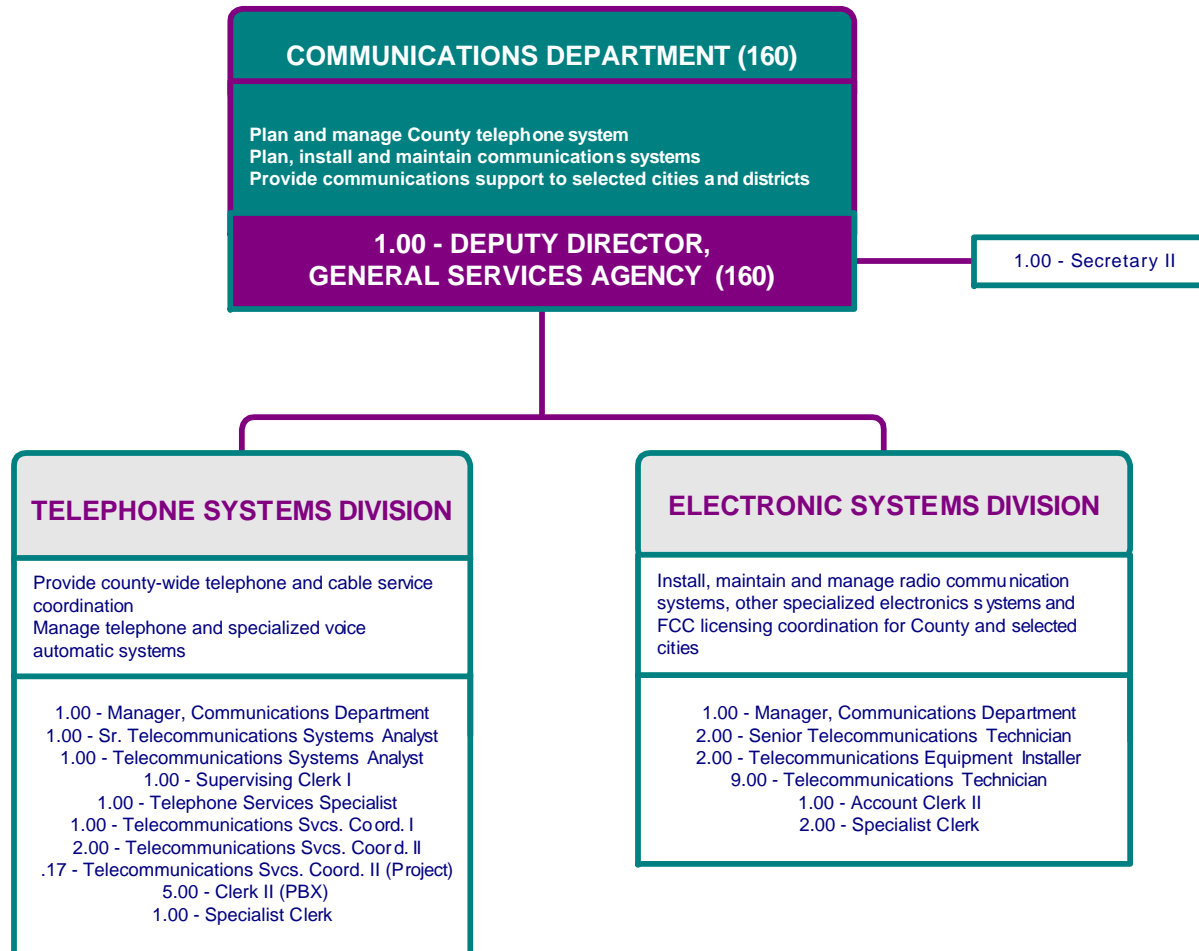 COMMUNICATIONS DEPARTMENT (160)
Plan and manage County telephone system
Plan, install and maintain communications systems
Provide communications support to selected cities and districts
1.00 - DEPUTY DIRECTOR,
GENERAL SERVICES AGENCY (160)
1.00 - Secretary II
TELEPHONE SYSTEMS DIVISION
Provide county-wide telephone and cable service
coordination
Manage telephone and specialized voice
automatic systems
1.00 - Manager, Communications Department
1.00 - Sr. Telecommunications Systems Analyst
1.00 - Telecommunications Systems Analyst
1.00 - Supervising Clerk I
1.00 - Telephone Services Specialist
1.00 - Telecommunications Svcs. Coord. I
2.00 - Telecommunications Svcs. Coord. II
.17 - Telecommunications Svcs. Coord. II (Project)
5.00 - Clerk II (PBX)
1.00 - Specialist Clerk
ELECTRONIC SYSTEMS DIVISION
Install, maintain and manage radio communication
systems, other specialized electronics systems and
FCC licensing coordination for County and selected
cities
1.00 - Manager, Communications Department
2.00 - Senior Telecommunications Technician
2.00 - Telecommunications Equipment Installer
9.00 - Telecommunications Technician
1.00 - Account Clerk II
2.00 - Specialist Clerk